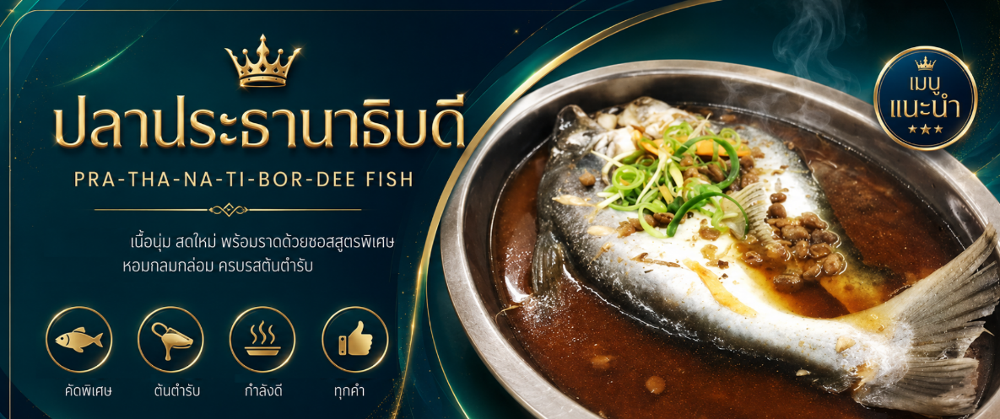 ปลาประธานาธิบดี
PRA-THA-NA-TI-BOR-DEE FISH
เนื้อนุ่ม สดใหม่ พร้อมราดด้วยซอสสูตรพิเศษ
หอมกลมกล่อม ครบรสต้นตำรับ
คัดพิเศษ
ต้นตำรับ
กำลังดี
ทุกคำ
เมนู
แนะนำ